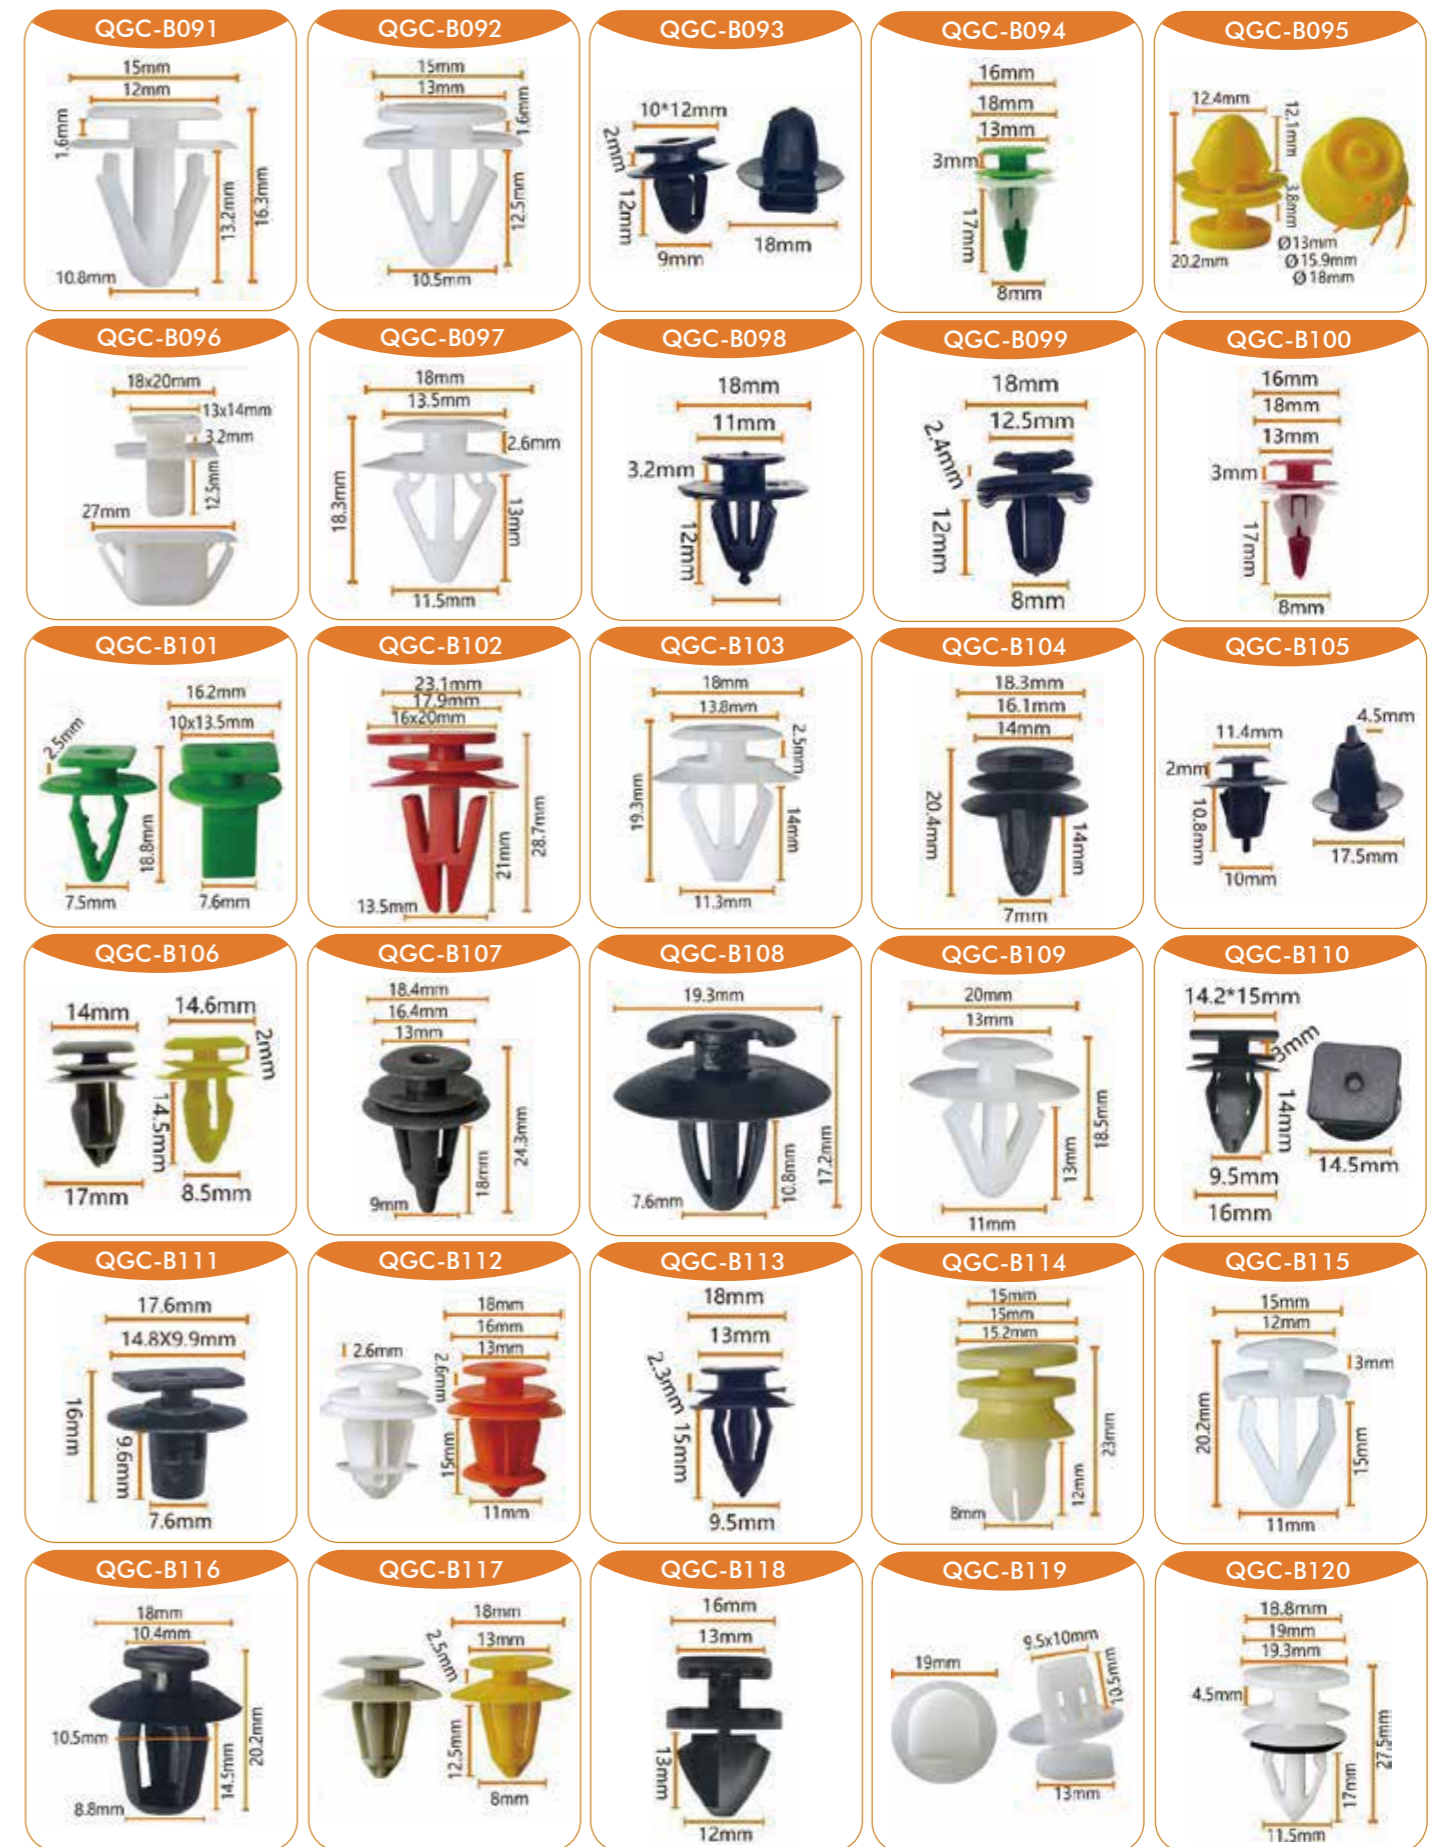 QGC-B091
15mm
12mm
1.6mm
13.2mm
16.3mm
10.8mm
QGC-B092
15mm
13mm
1.6mm
12.5mm
10.5mm
QGC-B093
10*12mm
2mm
12mm
9mm
18mm
QGC-B094
16mm
18mm
13mm
3mm
17mm
8mm
QGC-B095
12.4mm
12.1mm
3.8mm
20.2mm
Ø13mm
Ø15.9mm
Ø18mm
QGC-B096
18x20mm
13x14mm
3.2mm
12.5mm
27mm
QGC-B097
18mm
13.5mm
2.6mm
18.3mm
13mm
11.5mm
QGC-B098
18mm
11mm
3.2mm
12mm
QGC-B099
18mm
12.5mm
2.4mm
12mm
8mm
QGC-B100
16mm
18mm
13mm
3mm
17mm
8mm
QGC-B101
16.2mm
10x13.5mm
2.5mm
18.8mm
7.5mm
7.6mm
QGC-B102
23.1mm
17.9mm
16x20mm
21mm
28.7mm
13.5mm
QGC-B103
18mm
13.8mm
2.5mm
19.3mm
14mm
11.3mm
QGC-B104
18.3mm
16.1mm
14mm
20.4mm
14mm
7mm
QGC-B105
11.4mm
4.5mm
2mm
10.8mm
10mm
17.5mm
QGC-B106
14mm
14.6mm
2mm
14.5mm
17mm
8.5mm
QGC-B107
18.4mm
16.4mm
13mm
24.3mm
18mm
9mm
QGC-B108
19.3mm
17.2mm
10.8mm
7.6mm
QGC-B109
20mm
13mm
18.5mm
13mm
11mm
QGC-B110
14.2*15mm
3mm
14mm
9.5mm
16mm
14.5mm
QGC-B111
17.6mm
14.8X9.9mm
16mm
9.6mm
7.6mm
QGC-B112
18mm
16mm
13mm
2.6mm
2.6mm
15mm
11mm
QGC-B113
18mm
13mm
2.3mm
15mm
9.5mm
QGC-B114
15mm
15mm
15.2mm
23mm
12mm
8mm
QGC-B115
15mm
12mm
3mm
20.2mm
15mm
11mm
QGC-B116
18mm
10.4mm
10.5mm
20.2mm
14.5mm
8.8mm
QGC-B117
18mm
13mm
2.5mm
12.5mm
8mm
QGC-B118
16mm
13mm
13mm
12mm
QGC-B119
19mm
9.5x10mm
10.5mm
13mm
QGC-B120
18.8mm
19mm
19.3mm
4.5mm
27.5mm
17mm
11.5mm